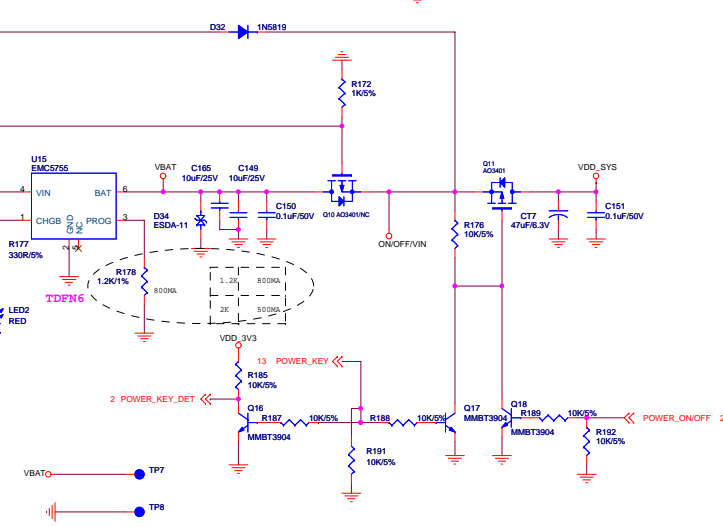 D32
1N5819
R172
1K/5%
U15
EMC5755
4
VIN
BAT
6
1
CHGB
PROG
3
GND
NC
2
5
VBAT
C165
10uF/25V
C149
10uF/25V
D34
ESDA-11
C150
0.1uF/50V
Q10 AO3401/NC
Q11
AO3401
VDD_SYS
CT7
47uF/6.3V
C151
0.1uF/50V
R176
10K/5%
ON/OFF/VIN
R177
330R/5%
R178
1.2K/1%
800MA
1.2K
800MA
2K
500MA
TDFN6
LED2
RED
VDD_3V3
13 POWER_KEY
R185
10K/5%
2 POWER_KEY_DET
Q16
R187
10K/5%
R188
10K/5%
Q17
Q18
MMBT3904
R189
10K/5%
POWER_ON/OFF 2
MMBT3904
MMBT3904
R192
10K/5%
R191
10K/5%
VBAT
TP7
TP8